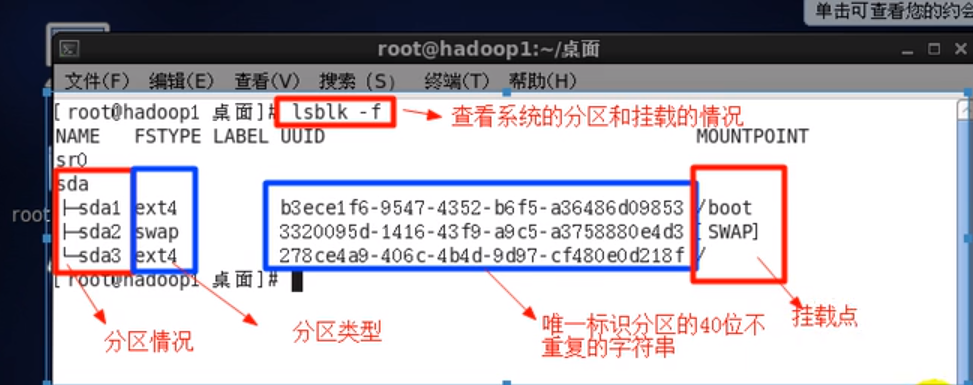 单击可查看您的约会
root@hadoop1:~/桌面
文件(F) 编辑(E) 查看(V) 搜索 (S) 终端(T) 帮助(H)
[root@hadoop1 桌面]# lsblk -f
查看系统的分区和挂载的情况
NAME FSTYPE LABEL UUID MOUNTPOINT
sr0
sda
├─sda1 ext4 b3ece1f6-9547-4352-b6f5-a36486d09853 /boot
root
├─sda2 swap 3320095d-1416-43f9-a9c5-a3758880e4d3 [SWAP]
└─sda3 ext4 278ce4a9-406c-4b4d-9d97-cf480e0d218f /
[root@hadoop1 桌面]#
分区情况
分区类型
唯一标识分区的40位不
重复的字符串
挂载点